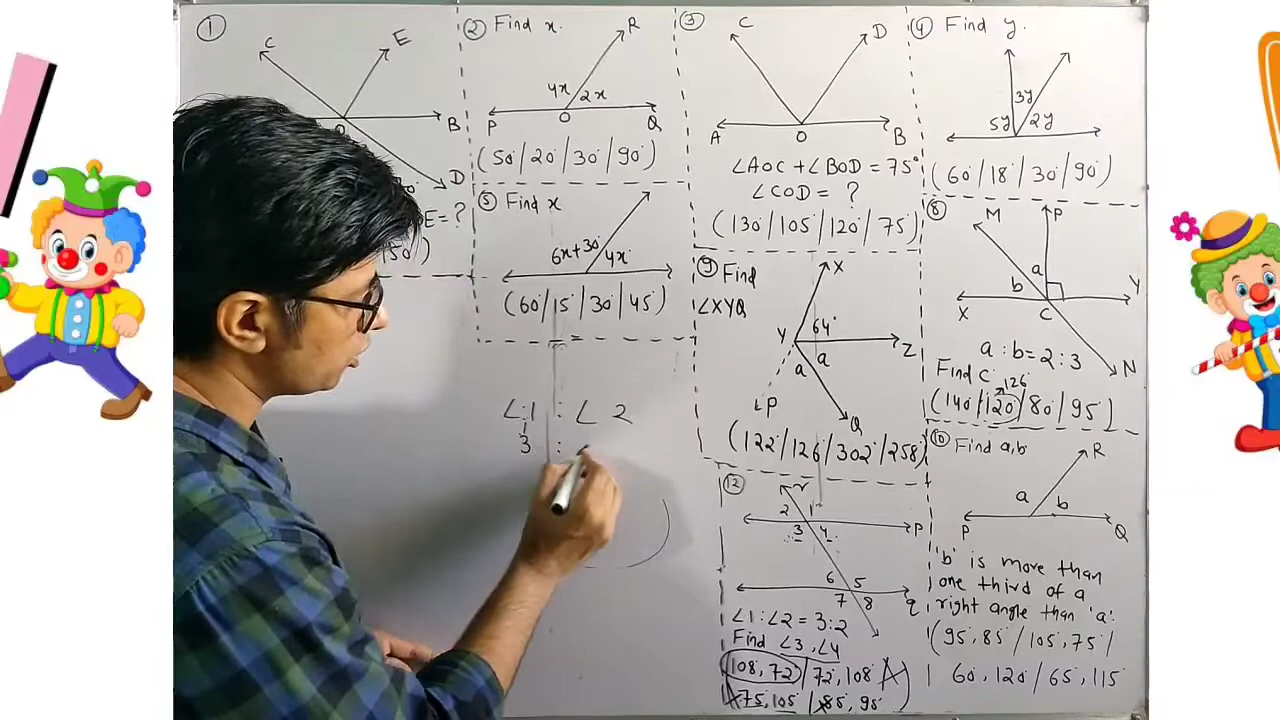 ①
C
E
B
D
E = ?
50°)
② Find x.
R
4x 2x
P O Q
(50° / 20° / 30° / 90°)
⑤ Find x
6x+30° 4x
(60° / 15° / 30° / 45°)
∠1 : ∠2
3 :
③
C D
A O B
∠AOC + ∠BOD = 75°
∠COD = ?
(130° / 105° / 120° / 75°)
⑨ Find
∠XYQ
X
Y 64° Z
a a
P Q
(122° / 126° / 302° / 258°)
⑫
r
2 1
3 4 P
6 5
7 8 q
∠1:∠2 = 3:2
Find ∠3, ∠4
108, 72° / 72°, 108°
75, 105 / 85°, 95°
④ Find y.
3y
5y 2y
(60° / 18° / 30° / 90°)
⑧
M P
a
b Y
X C
N
a : b = 2 : 3
Find c
126°
(140° / 120° / 80° / 95°)
⑩ Find a,b
R
a b
P Q
'b' is more than
one third of a
right angle than 'a'.
(95, 85° / 105°, 75° /
60°, 120° / 65°, 115°